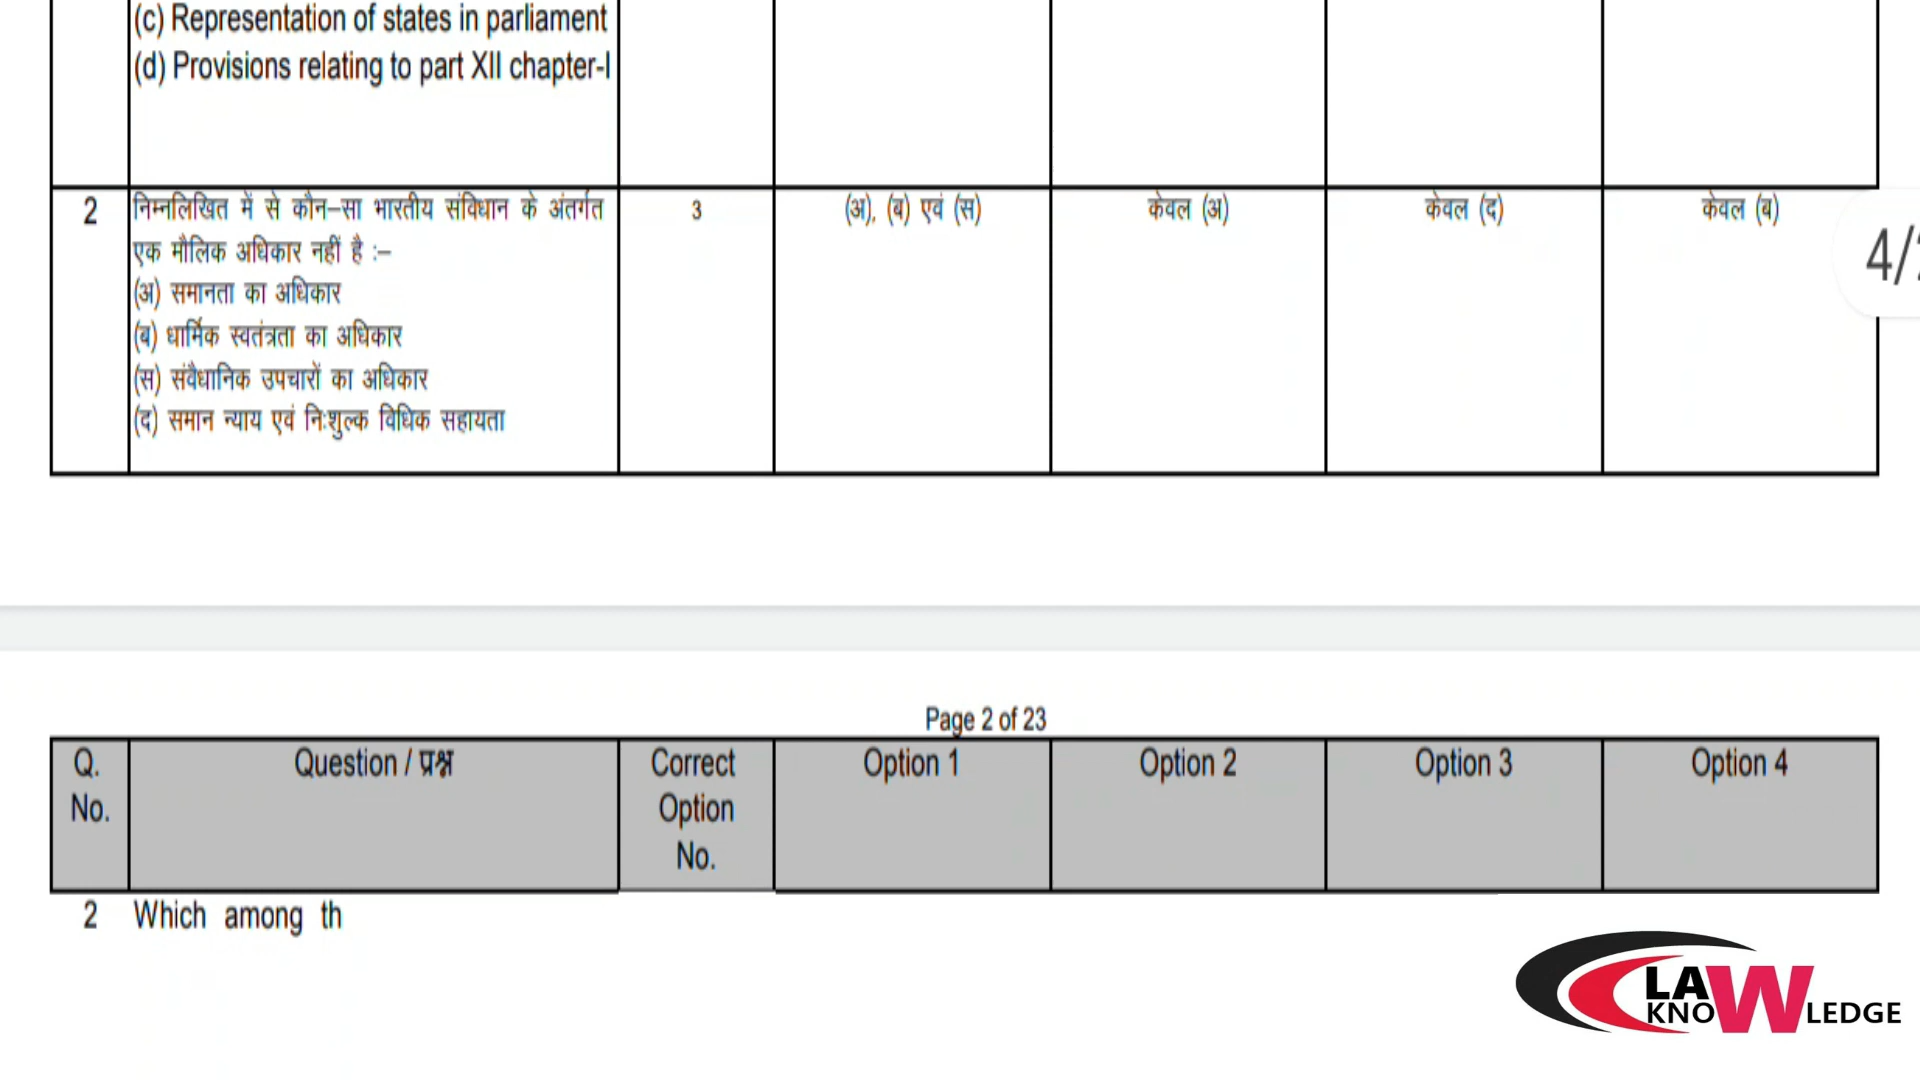 (c) Representation of states in parliament
(d) Provisions relating to part XII chapter-I
2 निम्नलिखित में से कौन–सा भारतीय संविधान के अंतर्गत 3 (अ), (ब) एवं (स) केवल (अ) केवल (द) केवल (ब)
एक मौलिक अधिकार नहीं है :–
(अ) समानता का अधिकार
(ब) धार्मिक स्वतंत्रता का अधिकार
(स) संवैधानिक उपचारों का अधिकार
(द) समान न्याय एवं निःशुल्क विधिक सहायता
4/
Page 2 of 23
Q. Question / प्रश्न Correct Option 1 Option 2 Option 3 Option 4
No. Option
No.
2 Which among th
LAW
KNOWLEDGE